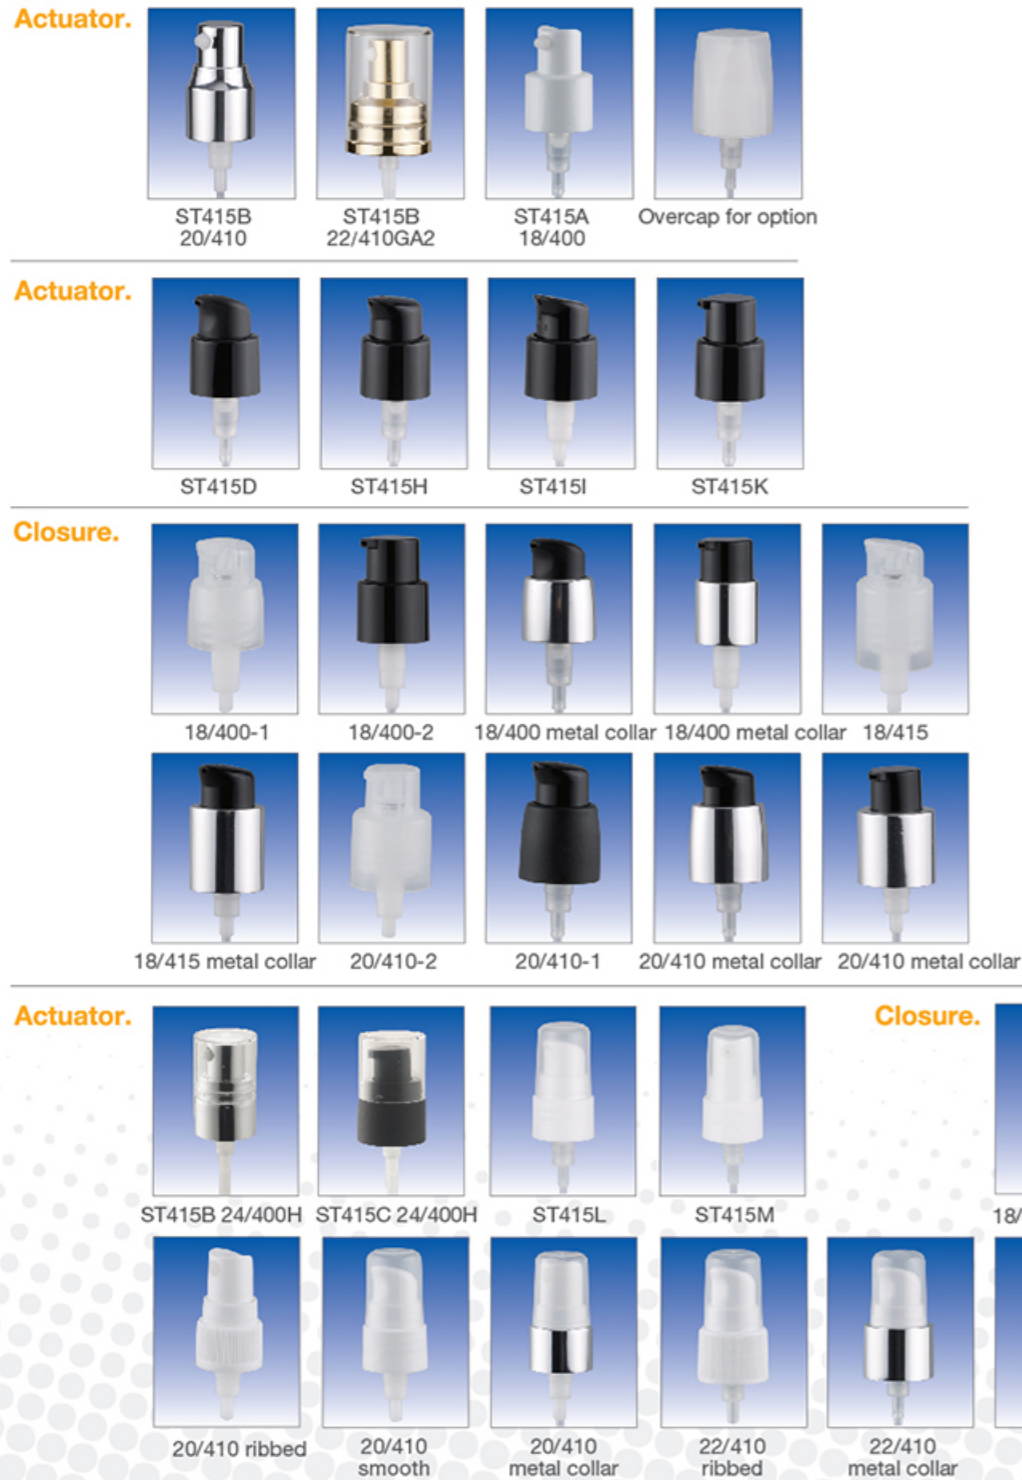 Actuator.
ST415B
20/410
ST415B
22/410GA2
ST415A
18/400
Overcap for option
Actuator.
ST415D
ST415H
ST415I
ST415K
Closure.
18/400-1
18/400-2
18/400 metal collar
18/400 metal collar
18/415
18/415 metal collar
20/410-2
20/410-1
20/410 metal collar
20/410 metal collar
Actuator.
ST415B 24/400H
ST415C 24/400H
ST415L
ST415M
Closure.
18/
20/410 ribbed
20/410
smooth
20/410
metal collar
22/410
ribbed
22/410
metal collar